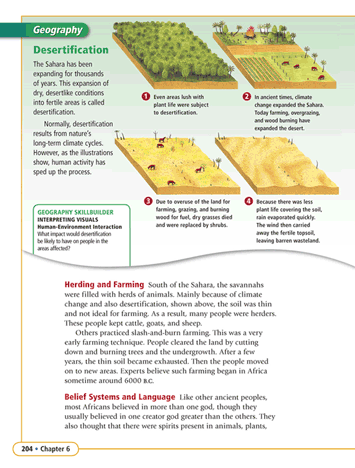 Geography
Desertification
The Sahara has been
expanding for thousands
of years. This expansion of
dry, desertlike conditions
into fertile areas is called
desertification.
Normally, desertification
results from nature's
long-term climate cycles.
However, as the illustrations
show, human activity has
sped up the process.
1 Even areas lush with
plant life were subject
to desertification.
2 In ancient times, climate
change expanded the Sahara.
Today farming, overgrazing,
and wood burning have
expanded the desert.
3 Due to overuse of the land for
farming, grazing, and burning
wood for fuel, dry grasses died
and were replaced by shrubs.
4 Because there was less
plant life covering the soil,
rain evaporated quickly.
The wind then carried
away the fertile topsoil,
leaving barren wasteland.
GEOGRAPHY SKILLBUILDER
INTERPRETING VISUALS
Human-Environment Interaction
What impact would desertification
be likely to have on people in the
areas affected?
Herding and Farming South of the Sahara, the savannahs
were filled with herds of animals. Mainly because of climate
change and also desertification, shown above, the soil was thin
and not ideal for farming. As a result, many people were herders.
These people kept cattle, goats, and sheep.
Others practiced slash-and-burn farming. This was a very
early farming technique. People cleared the land by cutting
down and burning trees and the undergrowth. After a few
years, the thin soil became exhausted. Then the people moved
on to new areas. Experts believe such farming began in Africa
sometime around 6000 B.C.
Belief Systems and Language Like other ancient peoples,
most Africans believed in more than one god, though they
usually believed in one creator god greater than the others. They
also thought that there were spirits present in animals, plants,
204 • Chapter 6